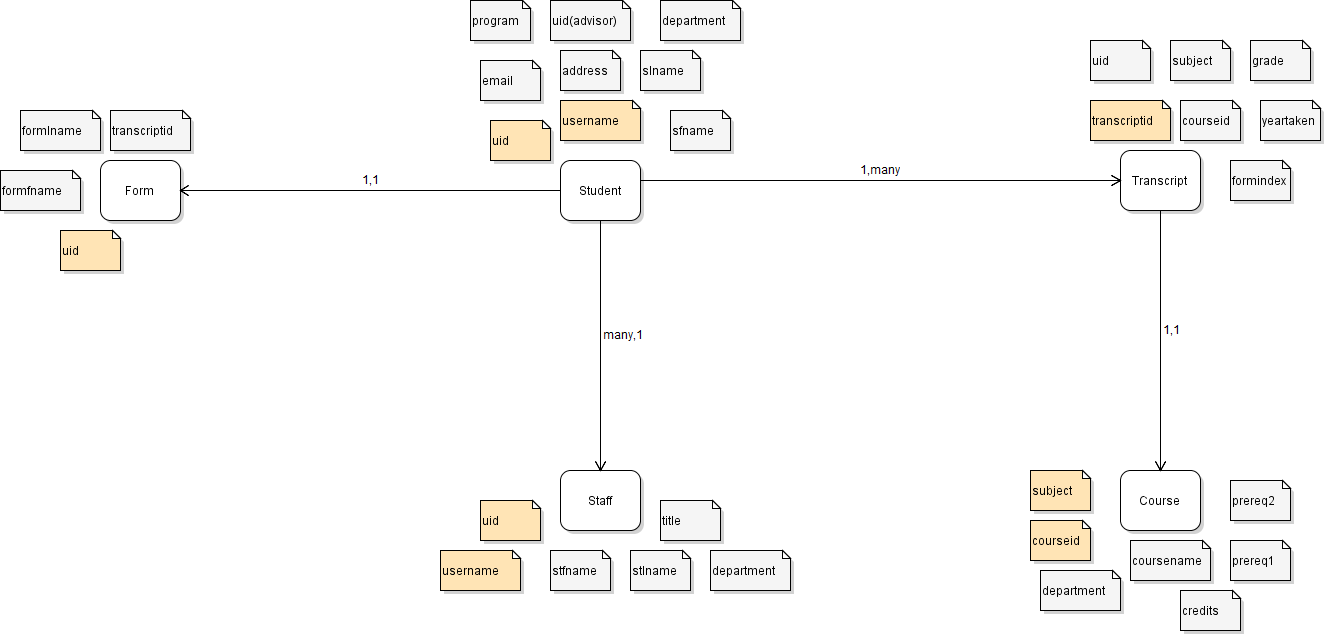 program
uid(advisor)
department
email
address
slname
uid
username
sfname
uid
subject
grade
transcriptid
courseid
yeartaken
formlname
transcriptid
formfname
Form
uid
1,1
Student
1,many
Transcript
formindex
many,1
1,1
Staff
uid
title
username
stfname
stlname
department
subject
Course
prereq2
courseid
coursename
prereq1
department
credits